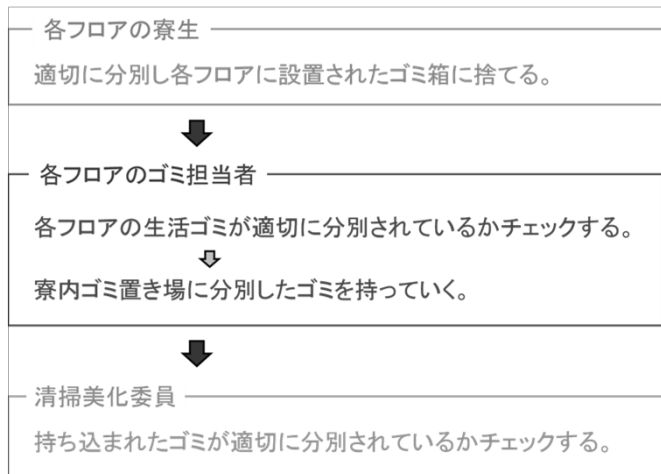 各フロアの寮生
適切に分別し各フロアに設置されたゴミ箱に捨てる。
各フロアのゴミ担当者
各フロアの生活ゴミが適切に分別されているかチェックする。
寮内ゴミ置き場に分別したゴミを持っていく。
清掃美化委員
持ち込まれたゴミが適切に分別されているかチェックする。